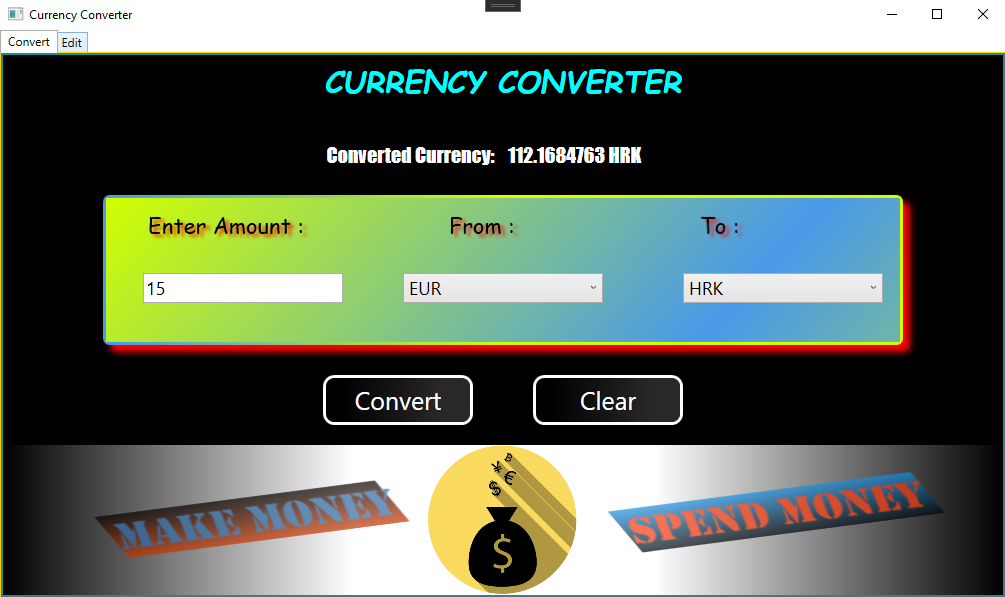 Currency Converter
Convert Edit
CURRENCY CONVERTER
Converted Currency: 112.1684763 HRK
Enter Amount : From : To :
15 EUR HRK
Convert Clear
¥ B
$ €
MAKE MONEY $ SPEND MONEY